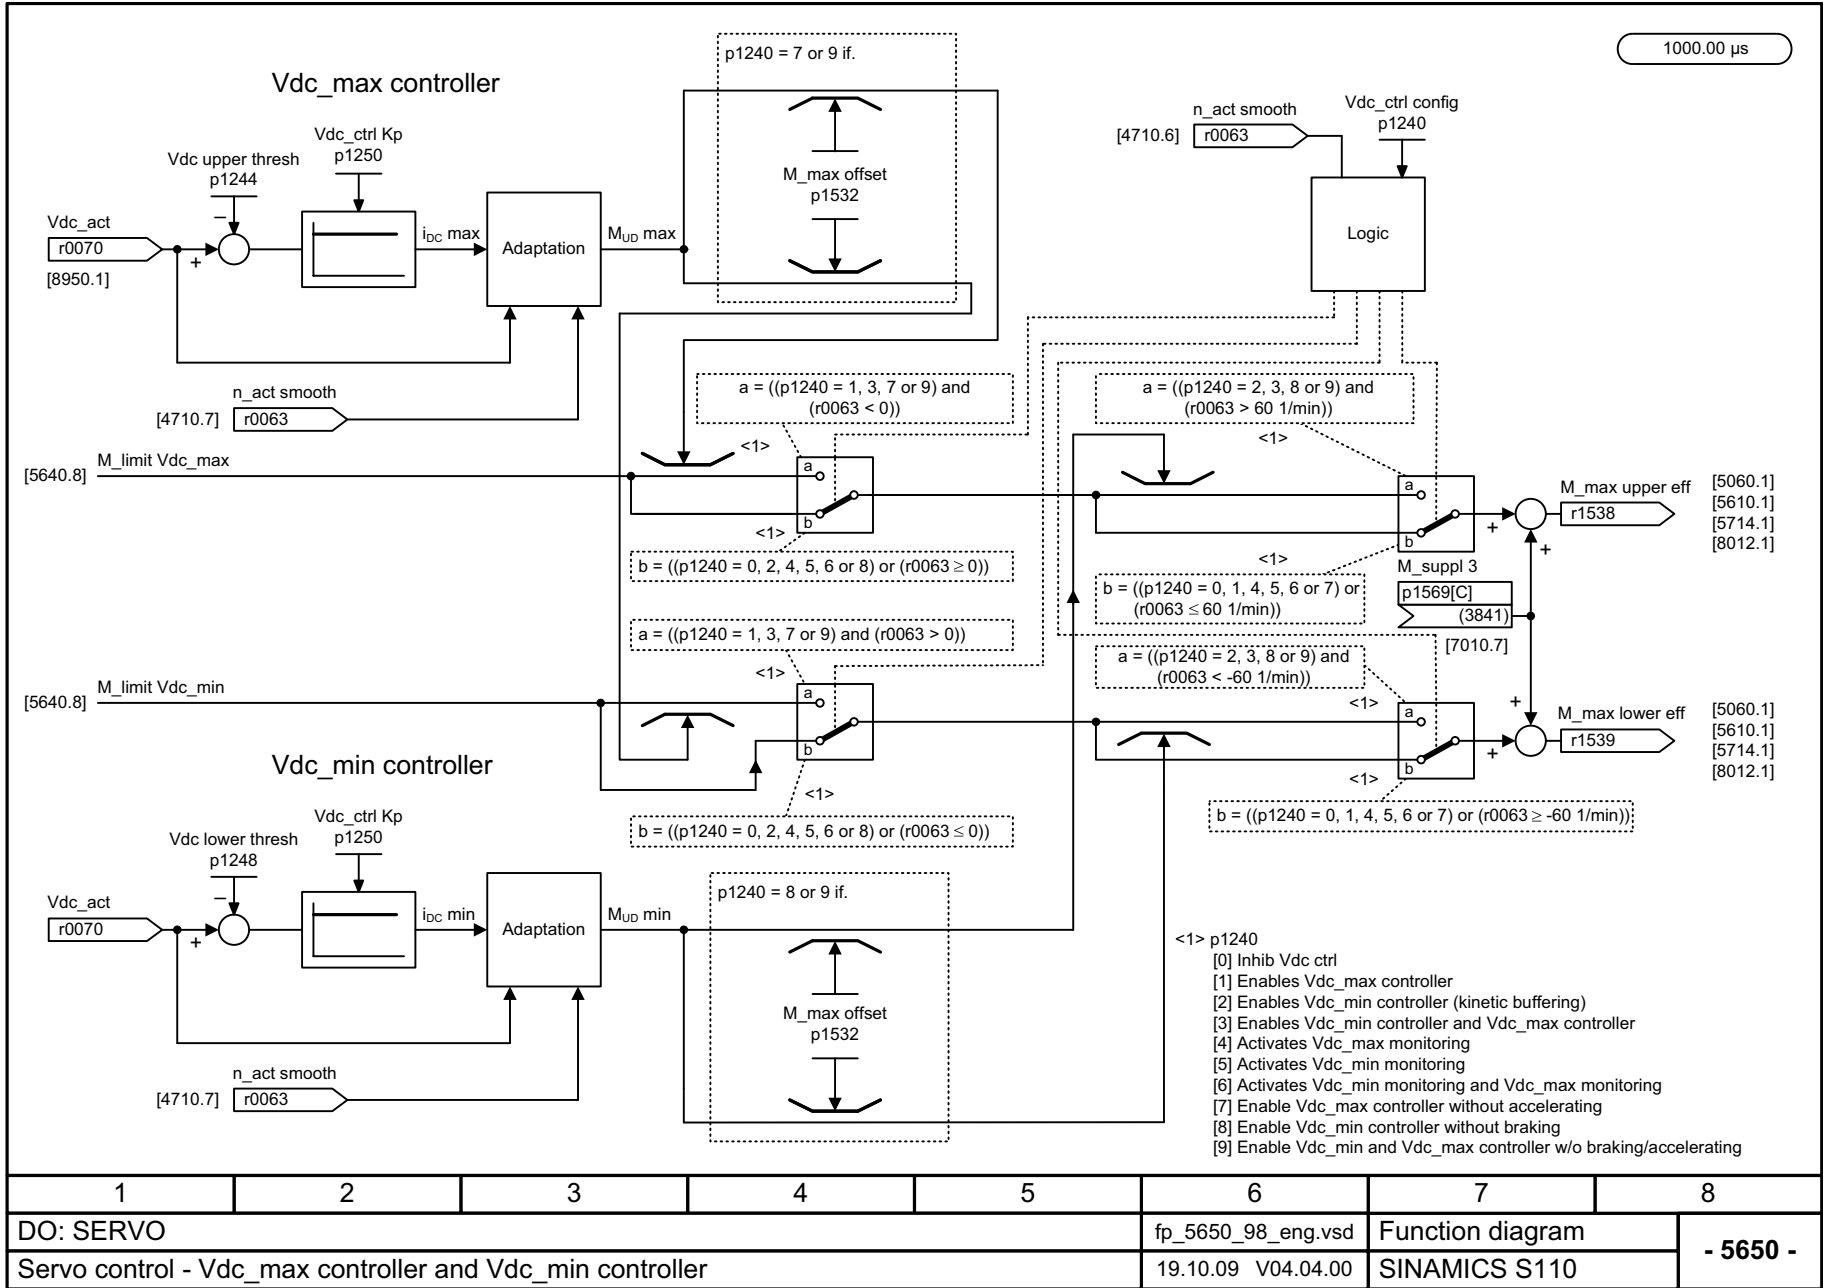 1000.00 µs
p1240 = 7 or 9 if.
Vdc_max controller
Vdc_ctrl Kp
p1250
Vdc upper thresh
p1244
–
Vdc_act
r0070
[8950.1]
+
iDC max
Adaptation
MUD max
M_max offset
p1532
n_act smooth
[4710.7]
r0063
n_act smooth
[4710.6]
r0063
Vdc_ctrl config
p1240
Logic
a = ((p1240 = 1, 3, 7 or 9) and
(r0063 < 0))
a = ((p1240 = 2, 3, 8 or 9) and
(r0063 > 60 1/min))
<1>
<1>
[5640.8]
M_limit Vdc_max
a
b
<1>
b = ((p1240 = 0, 2, 4, 5, 6 or 8) or (r0063 ≥ 0))
a
b
<1>
b = ((p1240 = 0, 1, 4, 5, 6 or 7) or
(r0063 ≤ 60 1/min))
+
+
M_max upper eff
r1538
[5060.1]
[5610.1]
[5714.1]
[8012.1]
M_suppl 3
p1569[C]
(3841)
[7010.7]
a = ((p1240 = 1, 3, 7 or 9) and (r0063 > 0))
<1>
a = ((p1240 = 2, 3, 8 or 9) and
(r0063 < -60 1/min))
<1>
[5640.8]
M_limit Vdc_min
a
b
<1>
b = ((p1240 = 0, 2, 4, 5, 6 or 8) or (r0063 ≤ 0))
a
b
<1>
b = ((p1240 = 0, 1, 4, 5, 6 or 7) or (r0063 ≥ -60 1/min))
+
+
M_max lower eff
r1539
[5060.1]
[5610.1]
[5714.1]
[8012.1]
Vdc_min controller
Vdc_ctrl Kp
p1250
Vdc lower thresh
p1248
–
Vdc_act
r0070
+
iDC min
Adaptation
MUD min
p1240 = 8 or 9 if.
M_max offset
p1532
n_act smooth
[4710.7]
r0063
<1> p1240
[0] Inhib Vdc ctrl
[1] Enables Vdc_max controller
[2] Enables Vdc_min controller (kinetic buffering)
[3] Enables Vdc_min controller and Vdc_max controller
[4] Activates Vdc_max monitoring
[5] Activates Vdc_min monitoring
[6] Activates Vdc_min monitoring and Vdc_max monitoring
[7] Enable Vdc_max controller without accelerating
[8] Enable Vdc_min controller without braking
[9] Enable Vdc_min and Vdc_max controller w/o braking/accelerating
1 2 3 4 5 6 7 8
DO: SERVO
fp_5650_98_eng.vsd
Function diagram
- 5650 -
Servo control - Vdc_max controller and Vdc_min controller
19.10.09 V04.04.00
SINAMICS S110